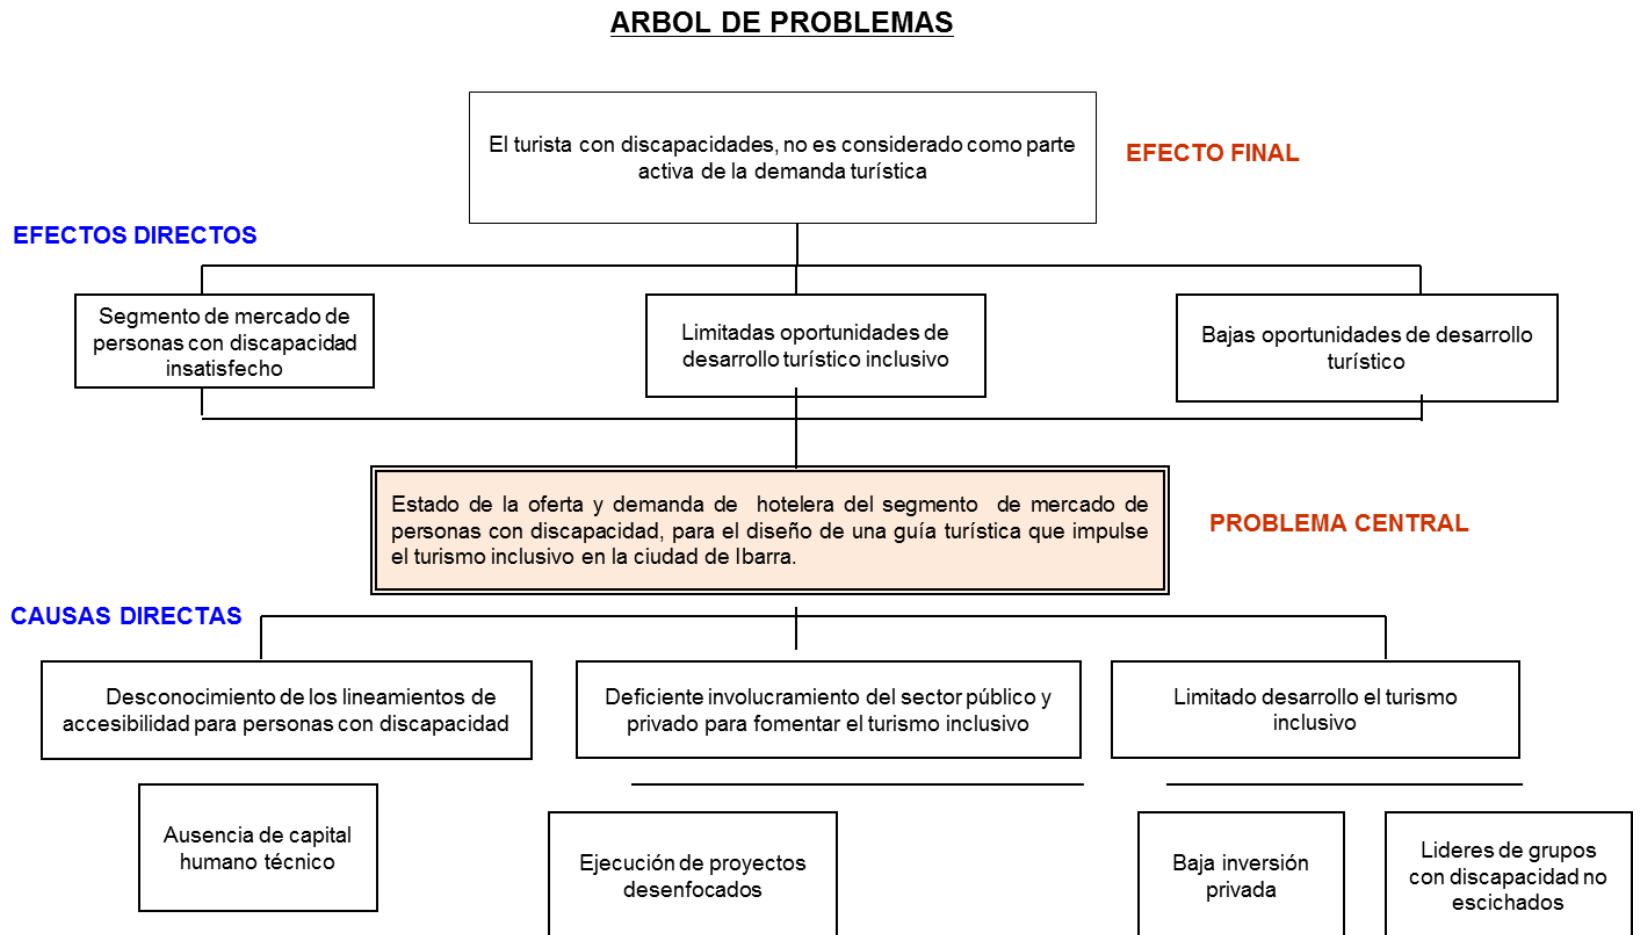 ARBOL DE PROBLEMAS
El turista con discapacidades, no es considerado como parte
activa de la demanda turística
EFECTO FINAL
EFECTOS DIRECTOS
Segmento de mercado de
personas con discapacidad
insatisfecho
Limitadas oportunidades de
desarrollo turístico inclusivo
Bajas oportunidades de desarrollo
turístico
Estado de la oferta y demanda de hotelera del segmento de mercado de
personas con discapacidad, para el diseño de una guía turística que impulse
el turismo inclusivo en la ciudad de Ibarra.
PROBLEMA CENTRAL
CAUSAS DIRECTAS
Desconocimiento de los lineamientos de
accesibilidad para personas con discapacidad
Deficiente involucramiento del sector público y
privado para fomentar el turismo inclusivo
Limitado desarrollo el turismo
inclusivo
Ausencia de capital
humano técnico
Ejecución de proyectos
desenfocados
Baja inversión
privada
Lideres de grupos
con discapacidad no
escichados